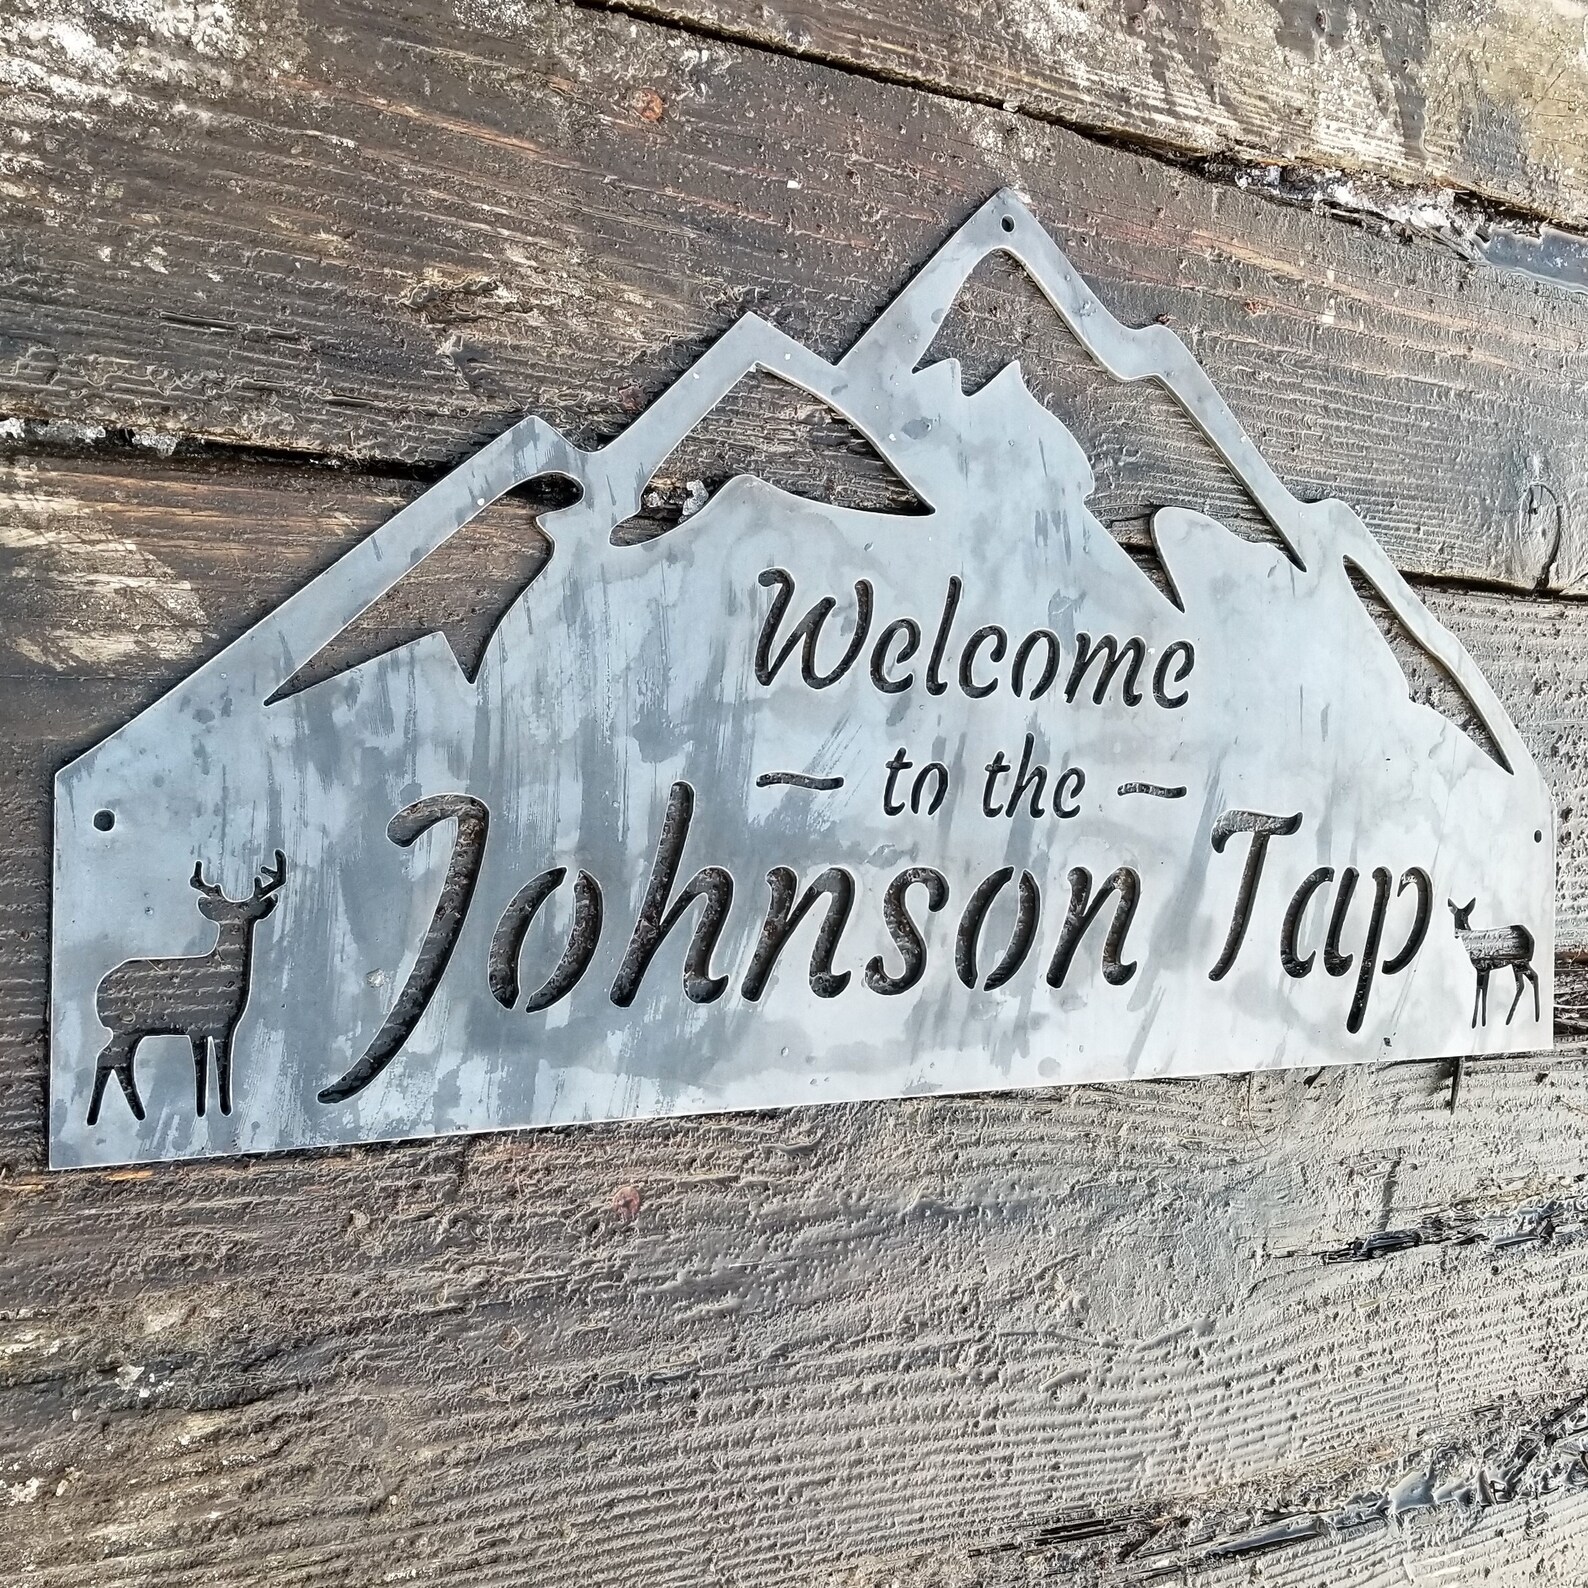 Welcome
- to the -
Johnson Tap